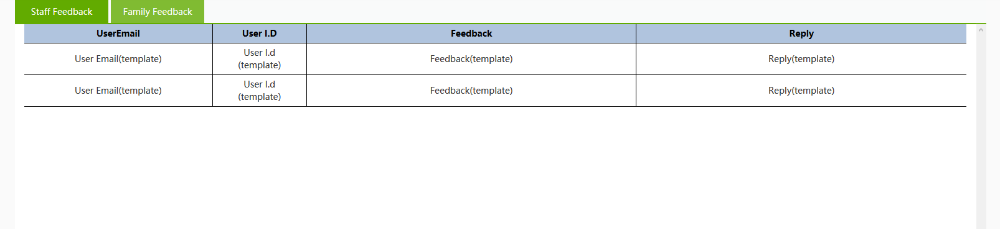 Staff Feedback Family Feedback
UserEmail User I.D Feedback Reply
User Email(template) User I.d (template) Feedback(template) Reply(template)
User Email(template) User I.d (template) Feedback(template) Reply(template)